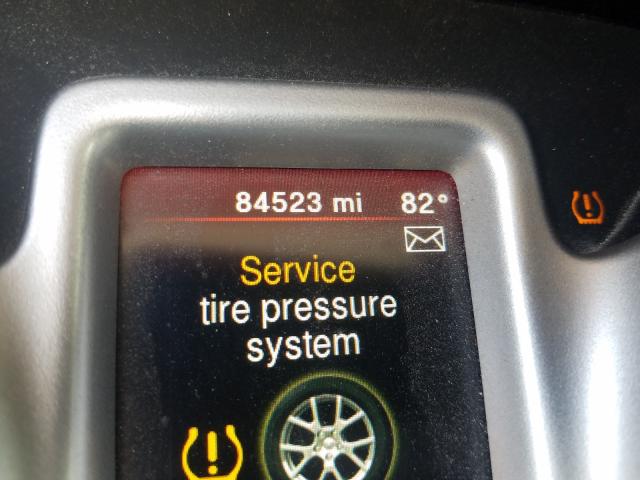 84523 mi 82°
Service
tire pressure
system